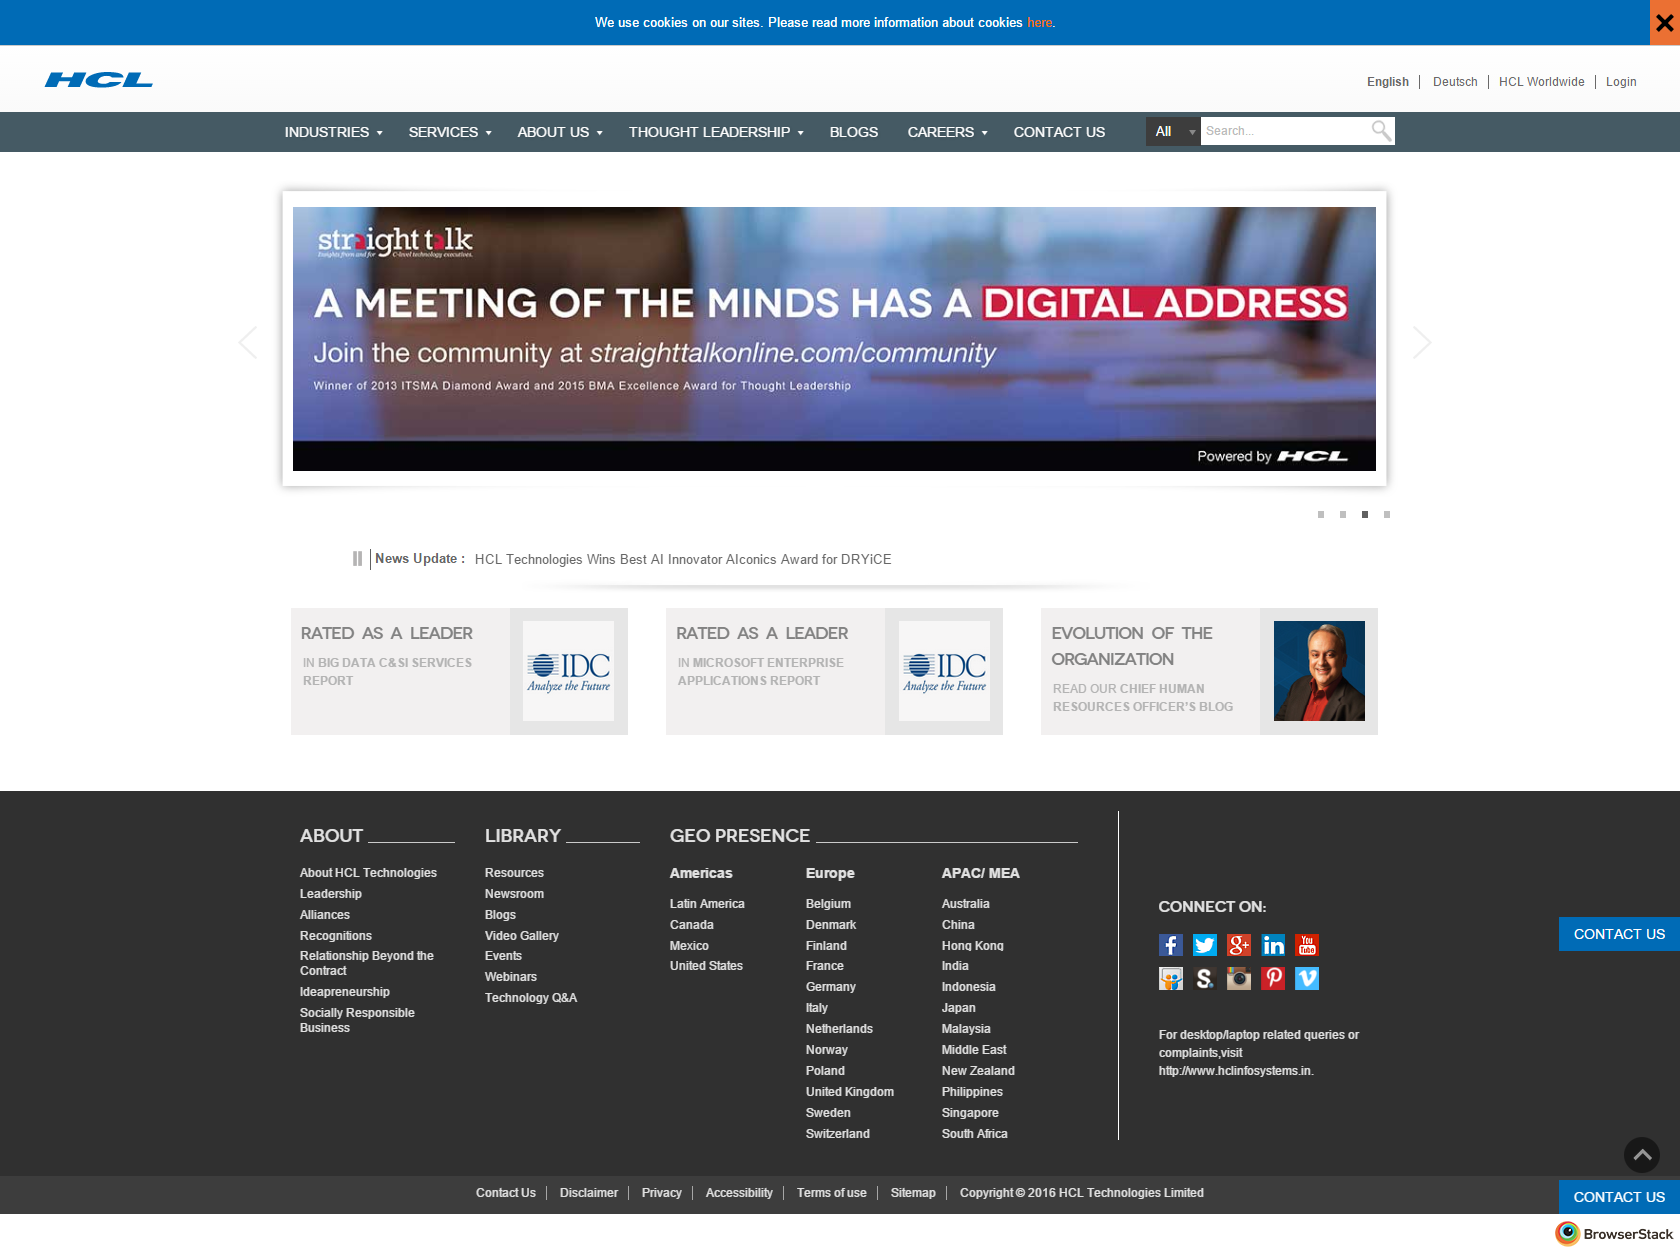 We use cookies on our sites. Please read more information about cookies here.
HCL
English
Deutsch
HCL Worldwide
Login
INDUSTRIES
SERVICES
ABOUT US
THOUGHT LEADERSHIP
BLOGS
CAREERS
CONTACT US
All
Search...
straight talk
Insights from and for C-level technology executives.
A MEETING OF THE MINDS HAS A DIGITAL ADDRESS
Join the community at straighttalkonline.com/community
Winner of 2013 ITSMA Diamond Award and 2015 BMA Excellence Award for Thought Leadership
Powered by HCL
News Update :
HCL Technologies Wins Best AI Innovator AIconics Award for DRYiCE
RATED AS A LEADER
IN BIG DATA C&SI SERVICES
REPORT
IDC
Analyze the Future
RATED AS A LEADER
IN MICROSOFT ENTERPRISE
APPLICATIONS REPORT
IDC
Analyze the Future
EVOLUTION OF THE
ORGANIZATION
READ OUR CHIEF HUMAN
RESOURCES OFFICER'S BLOG
ABOUT
About HCL Technologies
Leadership
Alliances
Recognitions
Relationship Beyond the
Contract
Ideapreneurship
Socially Responsible
Business
LIBRARY
Resources
Newsroom
Blogs
Video Gallery
Events
Webinars
Technology Q&A
GEO PRESENCE
Americas
Latin America
Canada
Mexico
United States
Europe
Belgium
Denmark
Finland
France
Germany
Italy
Netherlands
Norway
Poland
United Kingdom
Sweden
Switzerland
APAC/ MEA
Australia
China
Hong Kong
India
Indonesia
Japan
Malaysia
Middle East
New Zealand
Philippines
Singapore
South Africa
CONNECT ON:
You
Tube
For desktop/laptop related queries or
complaints,visit
http://www.hclinfosystems.in.
CONTACT US
Contact Us
Disclaimer
Privacy
Accessibility
Terms of use
Sitemap
Copyright © 2016 HCL Technologies Limited
CONTACT US
BrowserStack